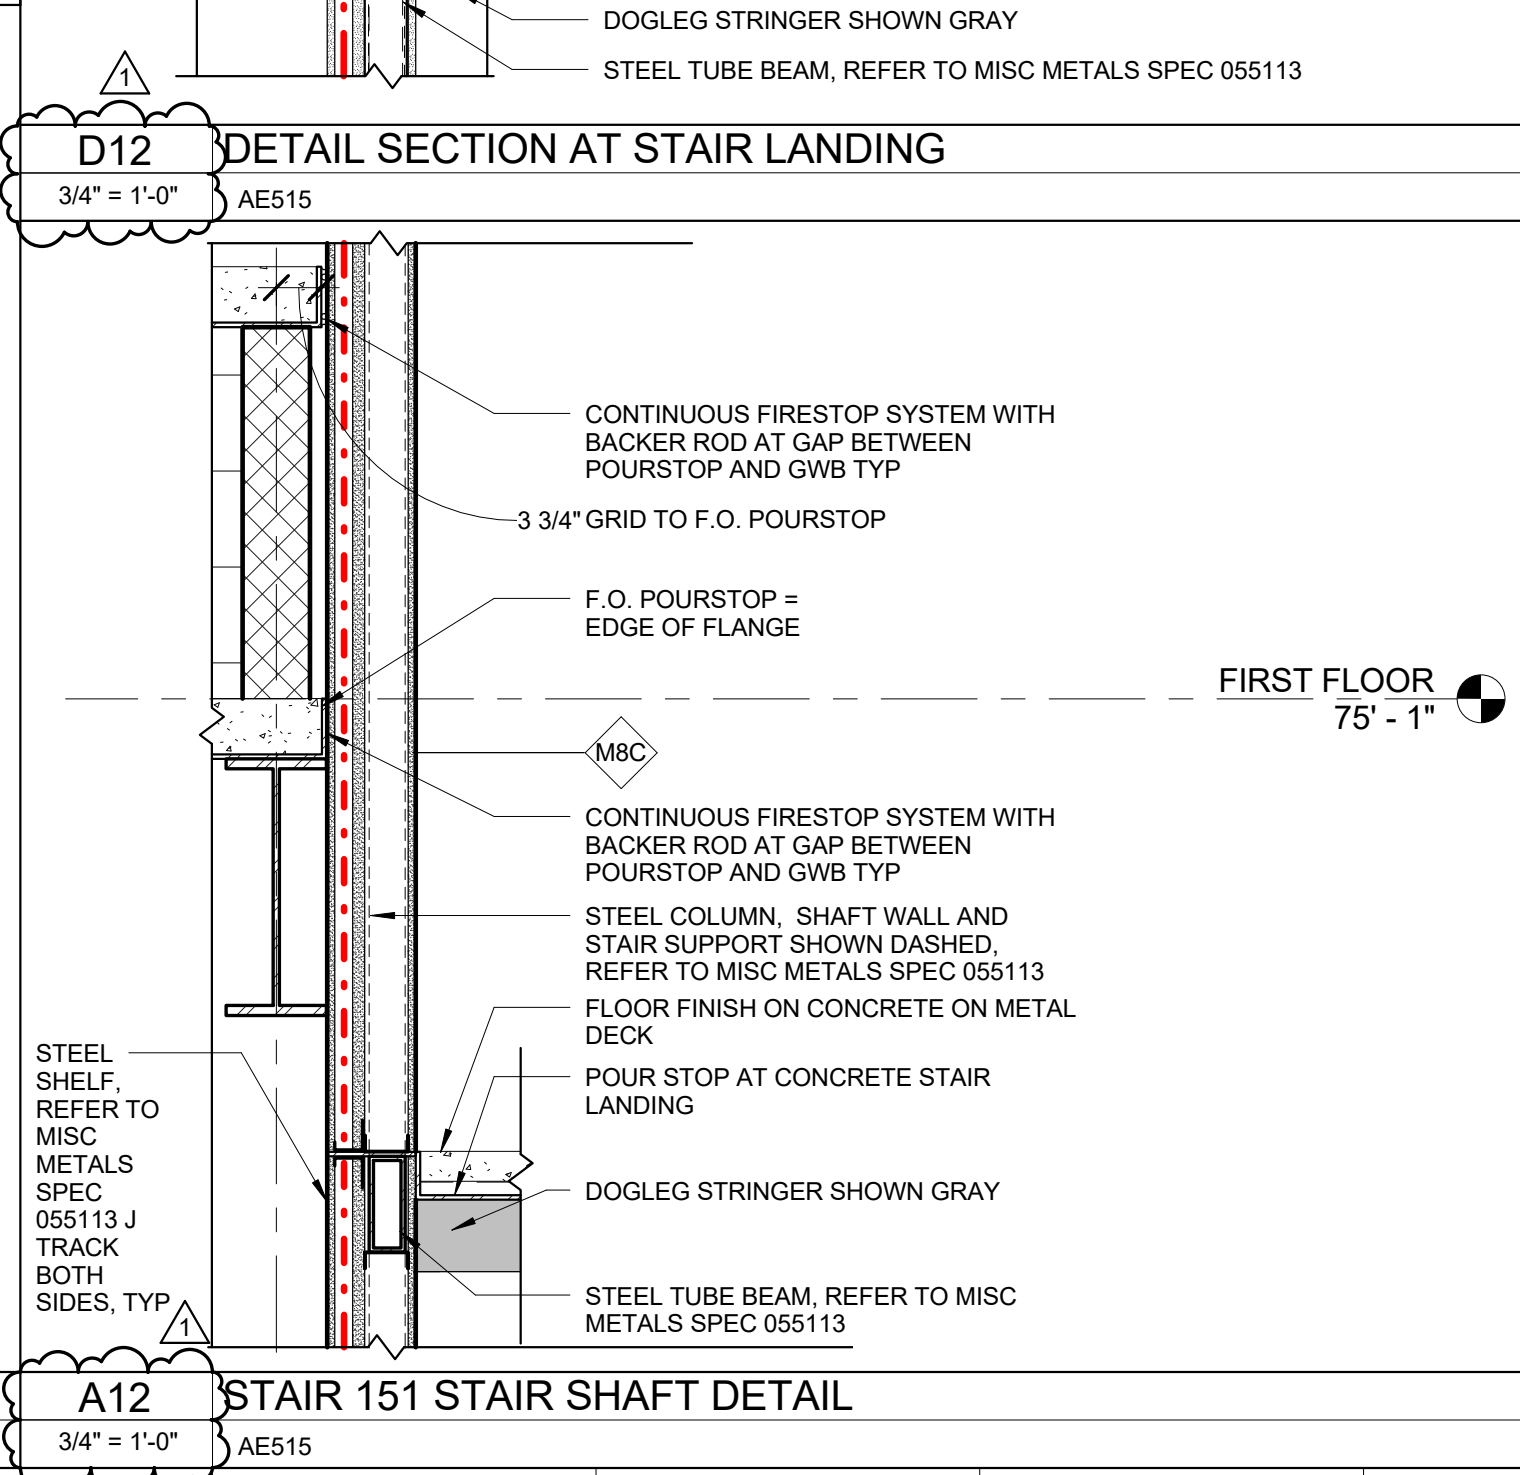 DOGLEG STRINGER SHOWN GRAY
STEEL TUBE BEAM, REFER TO MISC METALS SPEC 055113
1
D12
DETAIL SECTION AT STAIR LANDING
3/4" = 1'-0"
AE515
CONTINUOUS FIRESTOP SYSTEM WITH
BACKER ROD AT GAP BETWEEN
POURSTOP AND GWB TYP
3 3/4" GRID TO F.O. POURSTOP
F.O. POURSTOP =
EDGE OF FLANGE
FIRST FLOOR
75' - 1"
M8C
CONTINUOUS FIRESTOP SYSTEM WITH
BACKER ROD AT GAP BETWEEN
POURSTOP AND GWB TYP
STEEL COLUMN, SHAFT WALL AND
STAIR SUPPORT SHOWN DASHED,
REFER TO MISC METALS SPEC 055113
FLOOR FINISH ON CONCRETE ON METAL
DECK
POUR STOP AT CONCRETE STAIR
LANDING
STEEL
SHELF,
REFER TO
MISC
METALS
SPEC
055113 J
TRACK
BOTH
SIDES, TYP
DOGLEG STRINGER SHOWN GRAY
STEEL TUBE BEAM, REFER TO MISC
METALS SPEC 055113
1
A12
STAIR 151 STAIR SHAFT DETAIL
3/4" = 1'-0"
AE515